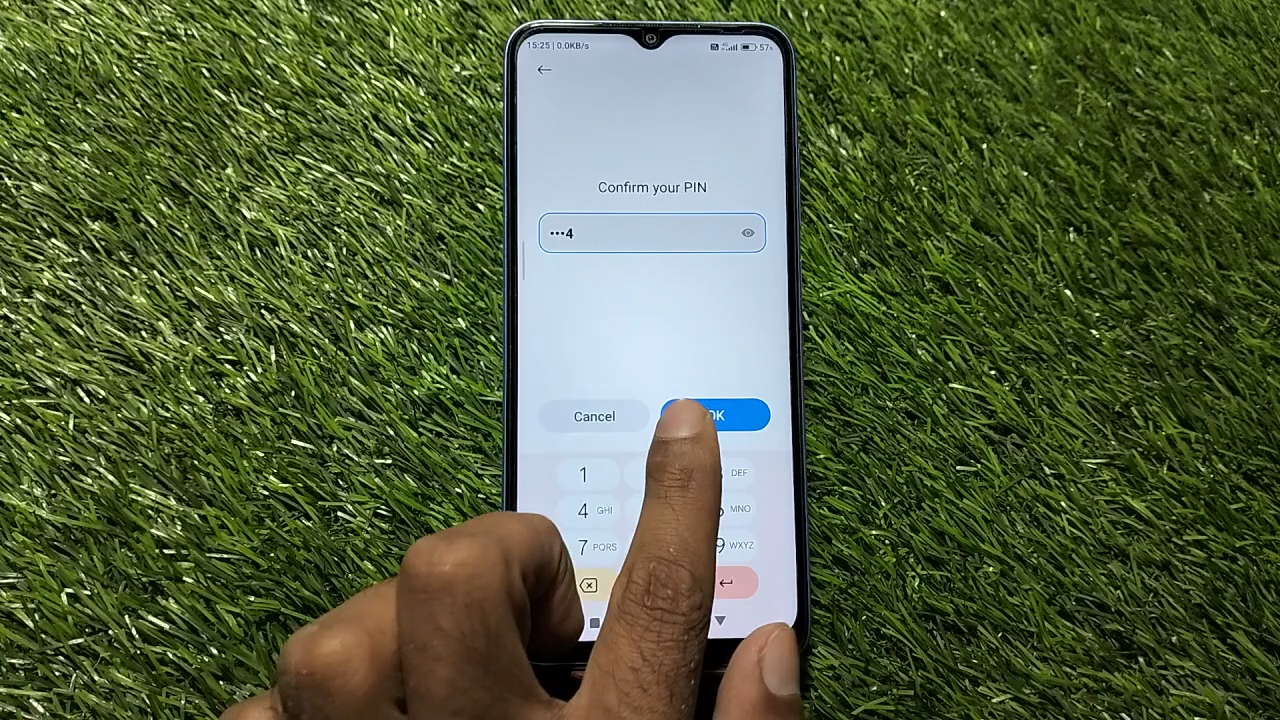 15:25 | 0.0KB/s 57%
Confirm your PIN
•••4
Cancel OK
1 DEF
4 GHI MNO
7 PQRS 9 WXYZ